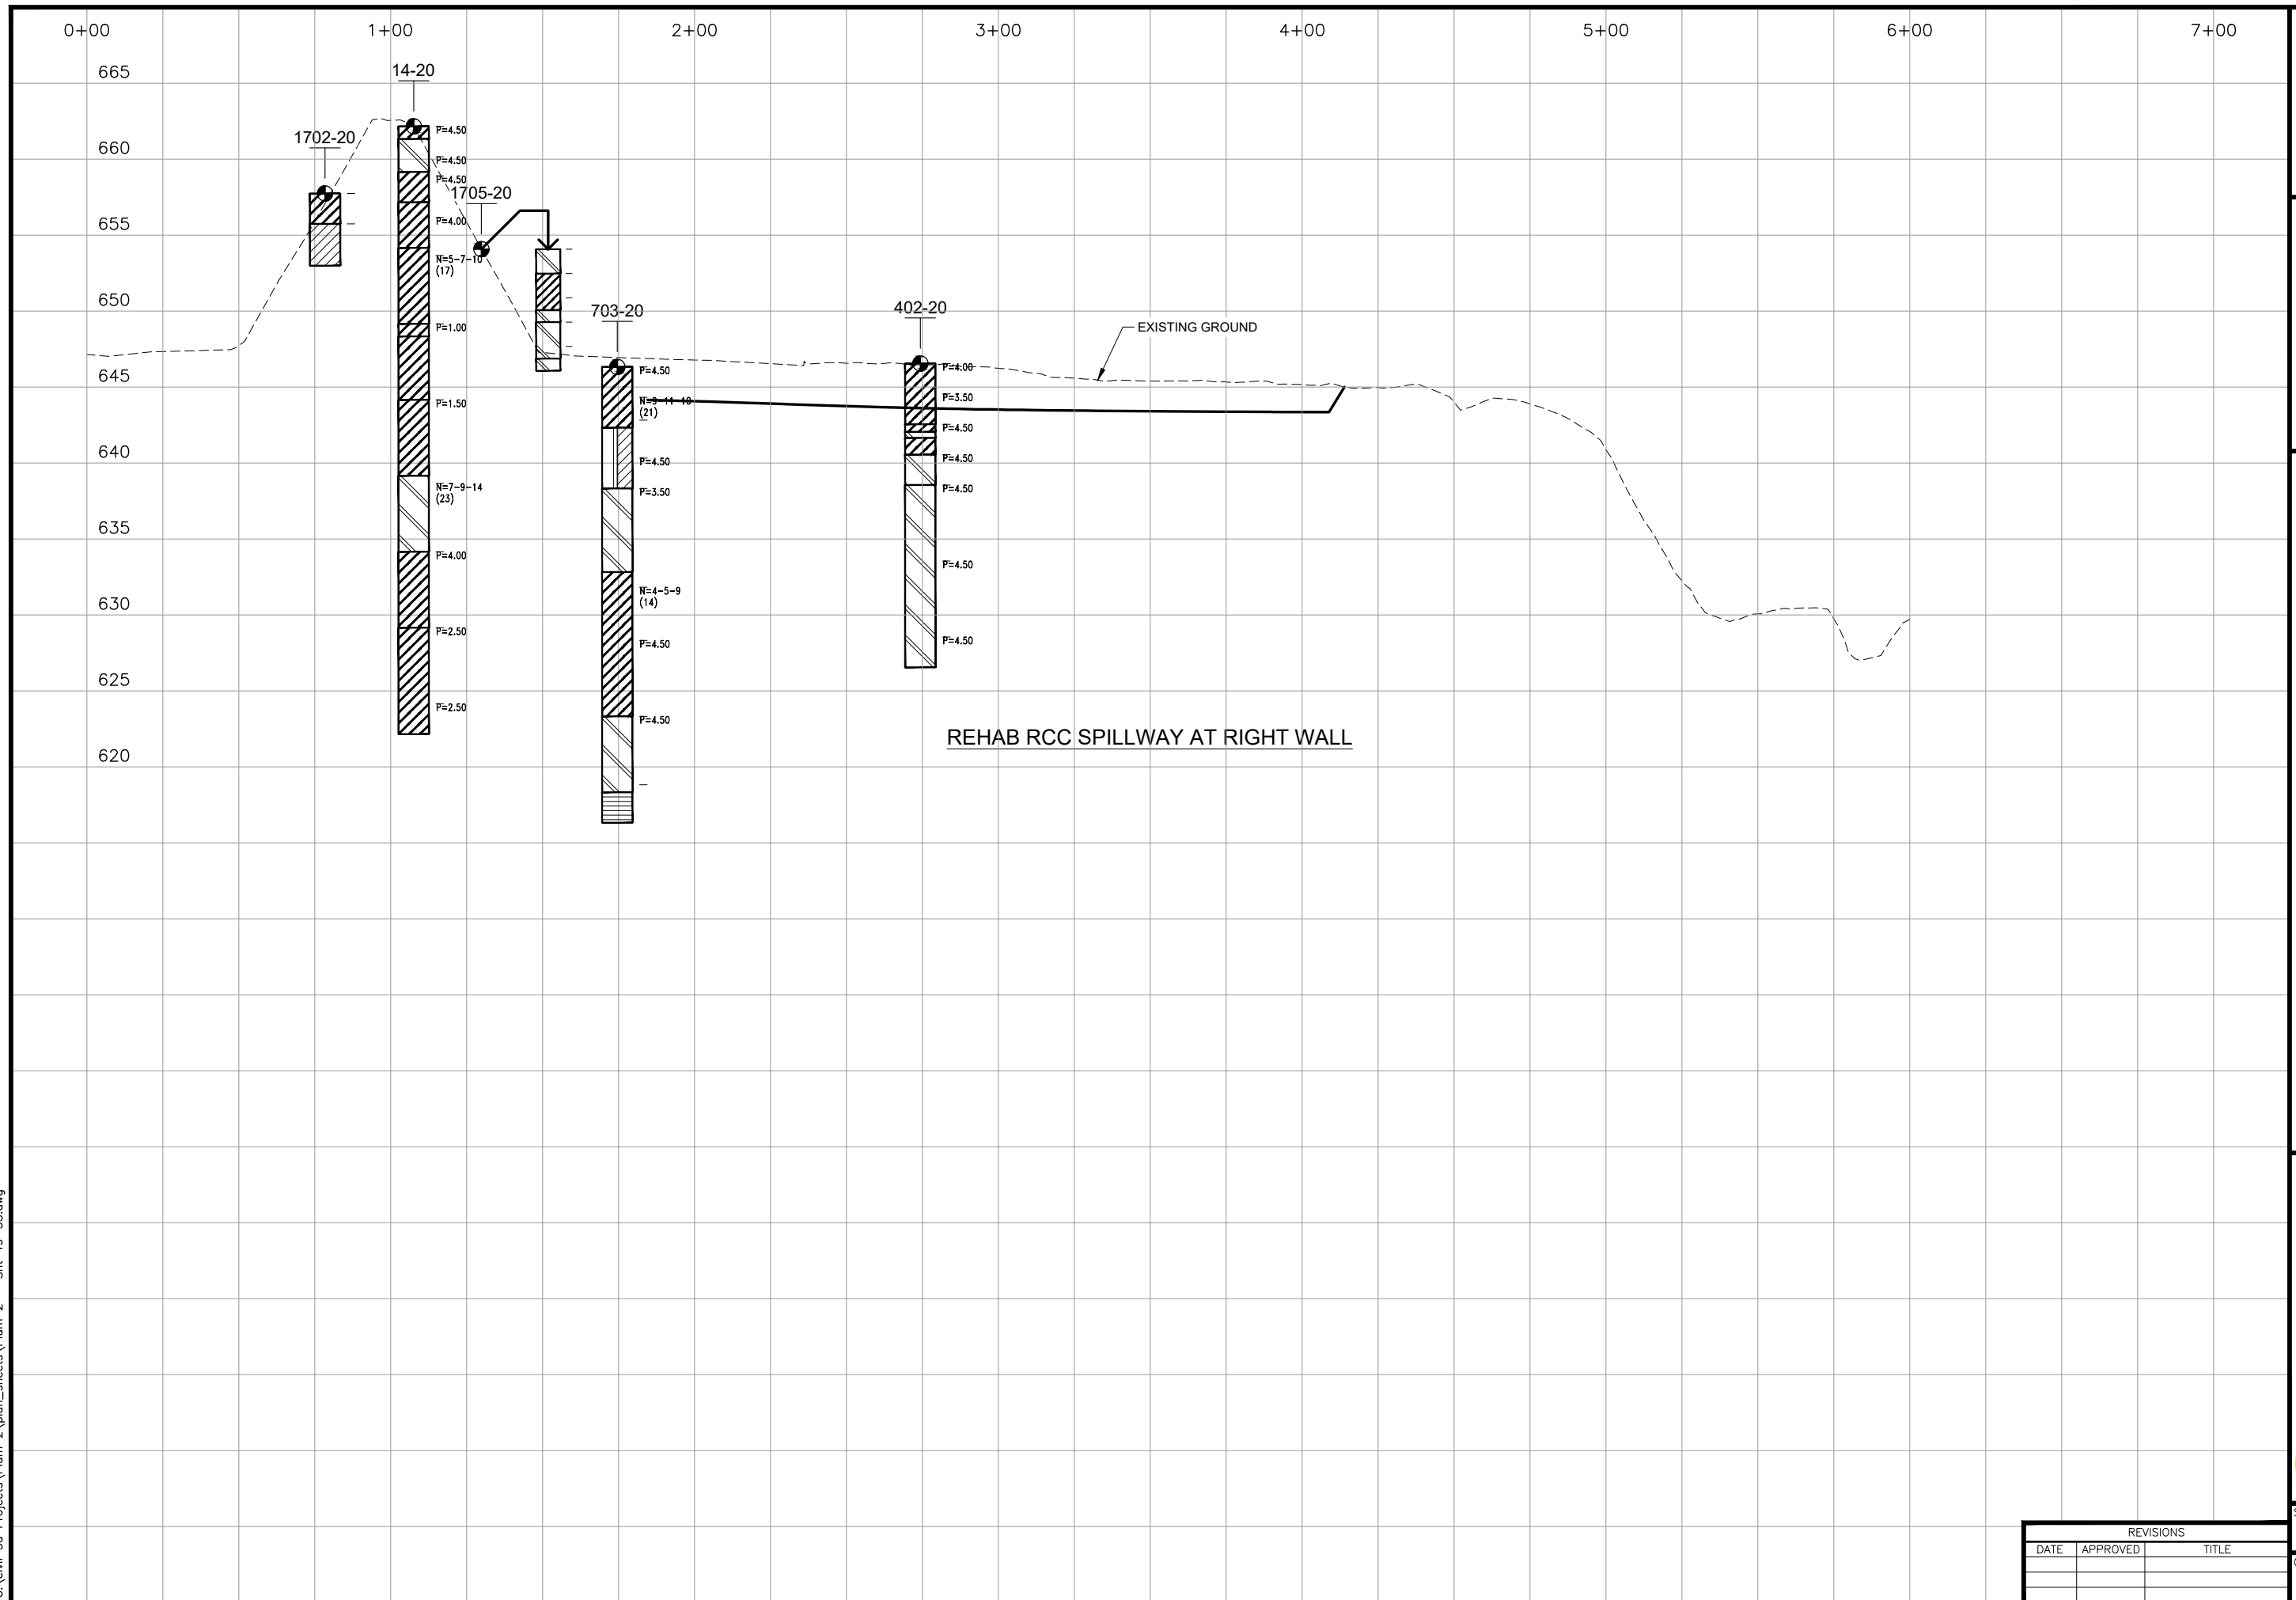 0+00 1+00 2+00 3+00 4+00 5+00 6+00 7+00
665
660
655
650
645
640
635
630
625
620
1702-20
14-20
P=4.50
P=4.50
P=4.50
P=4.00
N=5-7-10
(17)
P=1.00
P=1.50
N=7-9-14
(23)
P=4.00
P=2.50
P=2.50
1705-20
703-20
P=4.50
N=9-11-10
(21)
P=4.50
P=3.50
N=4-5-9
(14)
P=4.50
P=4.50
402-20
P=4.00
P=3.50
P=4.50
P=4.50
P=4.50
P=4.50
P=4.50
EXISTING GROUND
REHAB RCC SPILLWAY AT RIGHT WALL
REVISIONS
DATE APPROVED TITLE